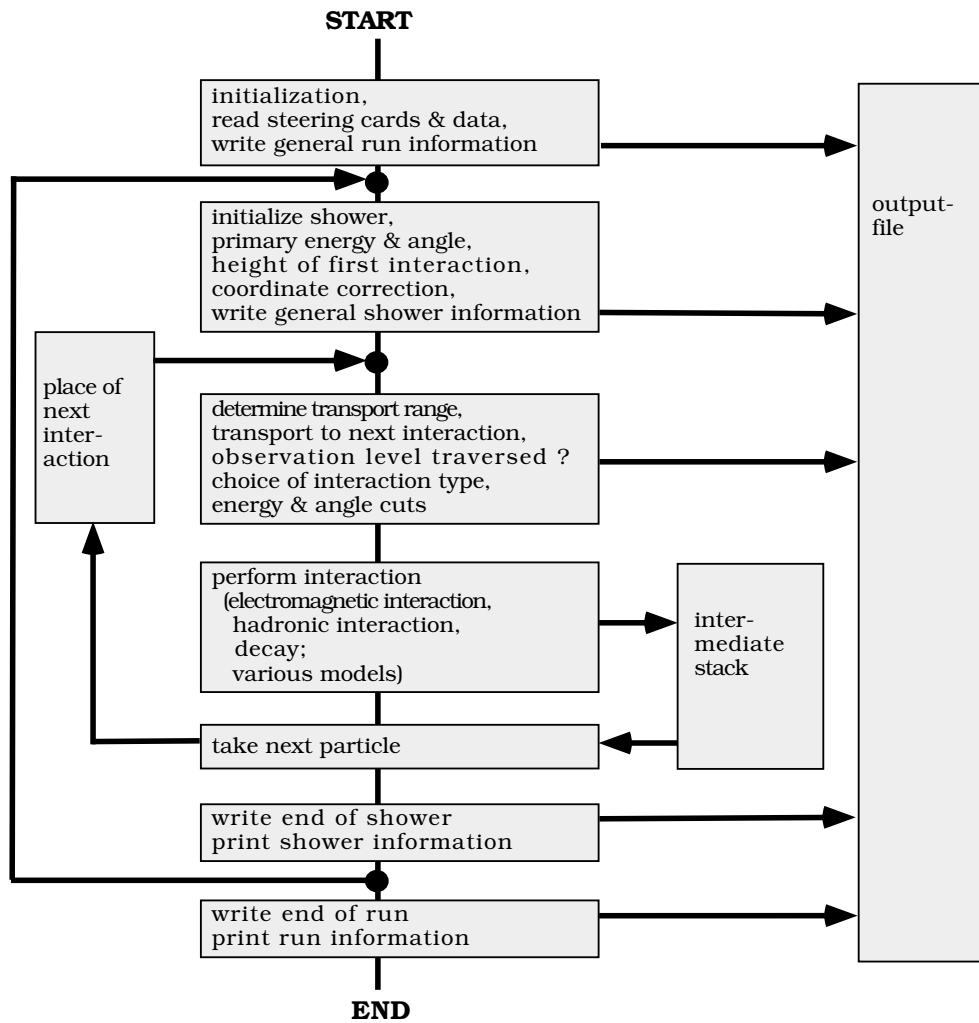 START
initialization,
read steering cards & data,
write general run information
output-
file
initialize shower,
primary energy & angle,
height of first interaction,
coordinate correction,
write general shower information
place of
next
inter-
action
determine transport range,
transport to next interaction,
observation level traversed ?
choice of interaction type,
energy & angle cuts
perform interaction
(electromagnetic interaction,
hadronic interaction,
decay;
various models)
inter-
mediate
stack
take next particle
write end of shower
print shower information
write end of run
print run information
END